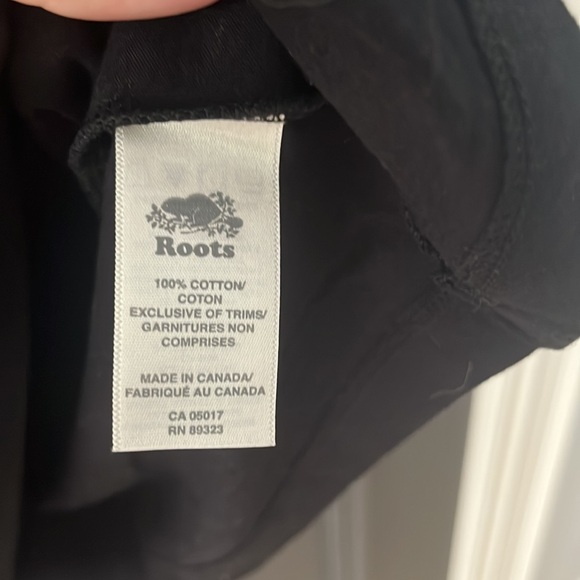 Roots
100% COTTON/
COTON
EXCLUSIVE OF TRIMS/
GARNITURES NON
COMPRISES
MADE IN CANADA/
FABRIQUÉ AU CANADA
CA 05017
RN 89323